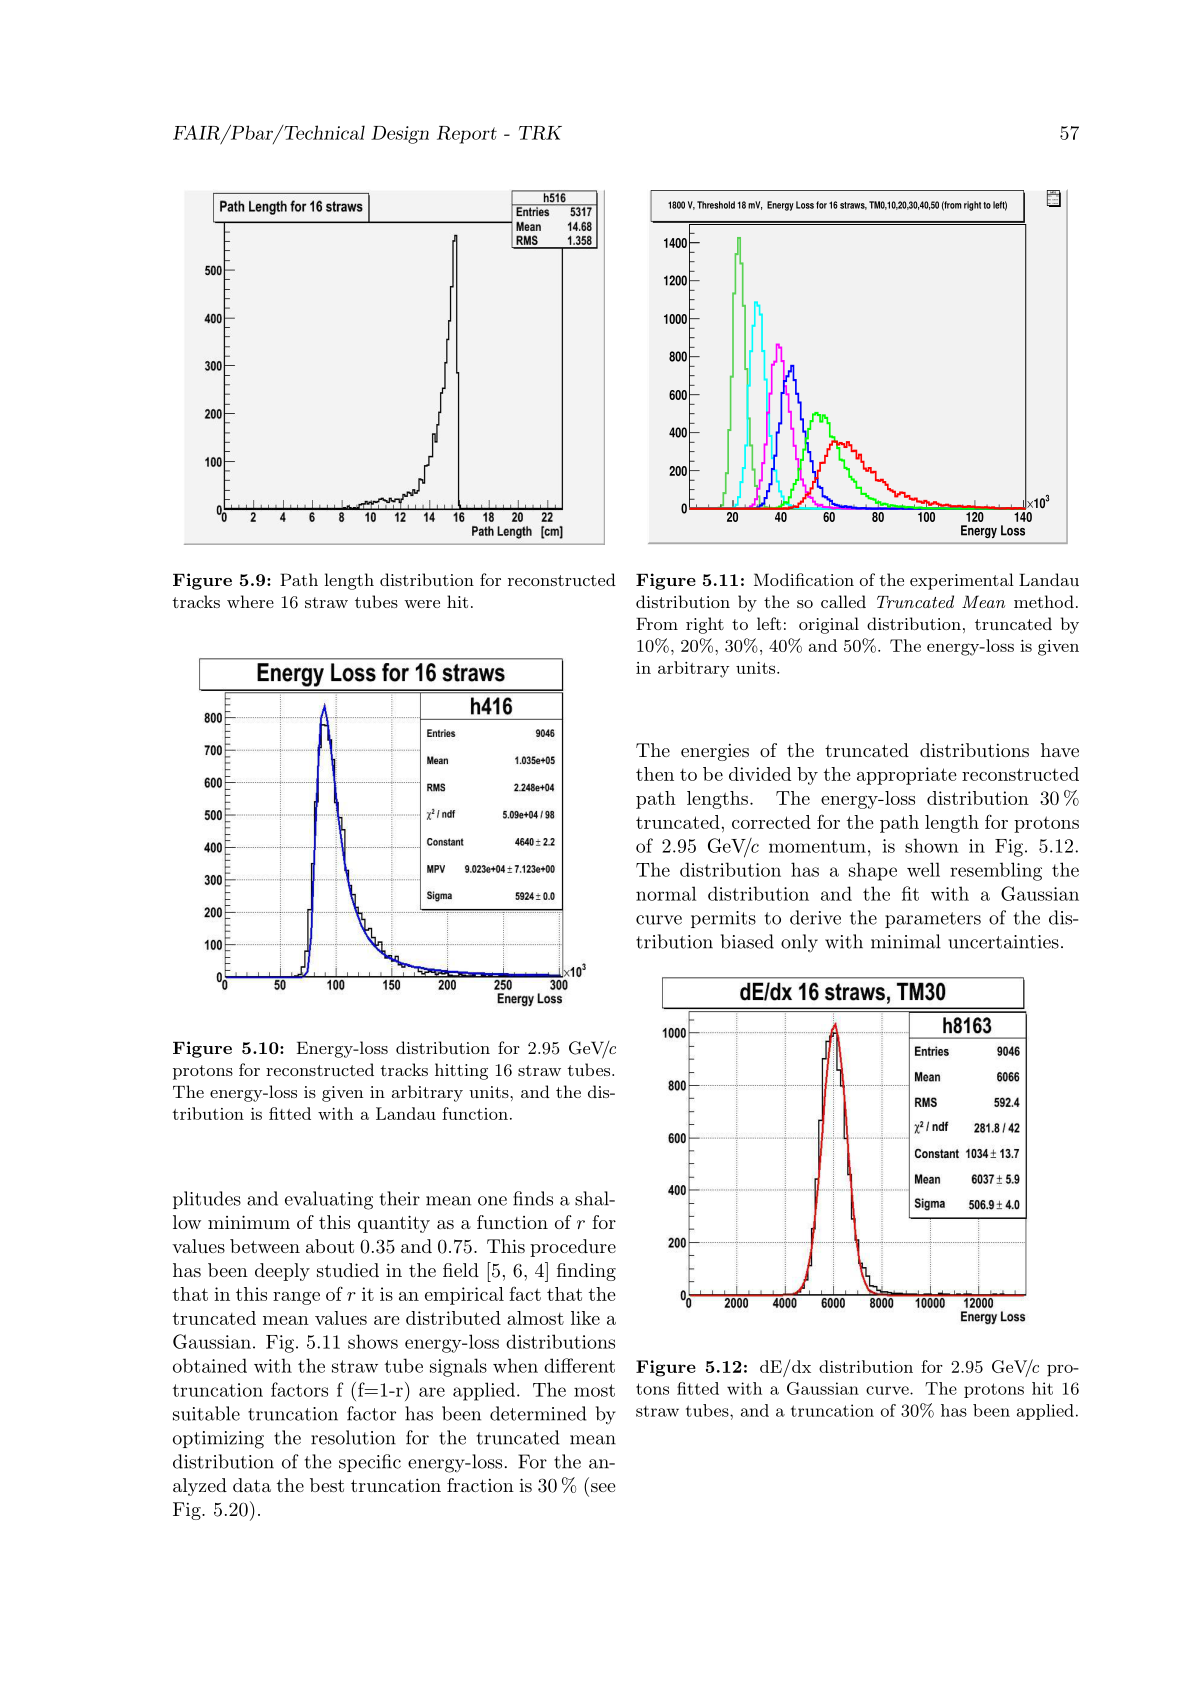 FAIR/Pbar/Technical Design Report - TRK 57
Path Length for 16 straws
h516
Entries 5317
Mean 14.68
RMS 1.358
500
400
300
200
100
0
0 2 4 6 8 10 12 14 16 18 20 22
Path Length [cm]
Figure 5.9: Path length distribution for reconstructed
tracks where 16 straw tubes were hit.
Energy Loss for 16 straws
h416
Entries 9046
Mean 1.035e+05
RMS 2.248e+04
χ² / ndf 5.09e+04 / 98
Constant 4640 ± 2.2
MPV 9.023e+04 ± 7.123e+00
Sigma 5924 ± 0.0
800
700
600
500
400
300
200
100
0
0 50 100 150 200 250 300
×10³
Energy Loss
Figure 5.10: Energy-loss distribution for 2.95 GeV/c
protons for reconstructed tracks hitting 16 straw tubes.
The energy-loss is given in arbitrary units, and the dis-
tribution is fitted with a Landau function.
plitudes and evaluating their mean one finds a shal-
low minimum of this quantity as a function of r for
values between about 0.35 and 0.75. This procedure
has been deeply studied in the field [5, 6, 4] finding
that in this range of r it is an empirical fact that the
truncated mean values are distributed almost like a
Gaussian. Fig. 5.11 shows energy-loss distributions
obtained with the straw tube signals when different
truncation factors f (f=1-r) are applied. The most
suitable truncation factor has been determined by
optimizing the resolution for the truncated mean
distribution of the specific energy-loss. For the an-
alyzed data the best truncation fraction is 30 % (see
Fig. 5.20).
1800 V, Threshold 18 mV, Energy Loss for 16 straws, TM0,10,20,30,40,50 (from right to left)
1400
1200
1000
800
600
400
200
0
20 40 60 80 100 120 140
×10³
Energy Loss
Figure 5.11: Modification of the experimental Landau
distribution by the so called Truncated Mean method.
From right to left: original distribution, truncated by
10%, 20%, 30%, 40% and 50%. The energy-loss is given
in arbitrary units.
The energies of the truncated distributions have
then to be divided by the appropriate reconstructed
path lengths. The energy-loss distribution 30 %
truncated, corrected for the path length for protons
of 2.95 GeV/c momentum, is shown in Fig. 5.12.
The distribution has a shape well resembling the
normal distribution and the fit with a Gaussian
curve permits to derive the parameters of the dis-
tribution biased only with minimal uncertainties.
dE/dx 16 straws, TM30
h8163
Entries 9046
Mean 6066
RMS 592.4
χ² / ndf 281.8 / 42
Constant 1034 ± 13.7
Mean 6037 ± 5.9
Sigma 506.9 ± 4.0
1000
800
600
400
200
0
0 2000 4000 6000 8000 10000 12000
Energy Loss
Figure 5.12: dE/dx distribution for 2.95 GeV/c pro-
tons fitted with a Gaussian curve. The protons hit 16
straw tubes, and a truncation of 30% has been applied.